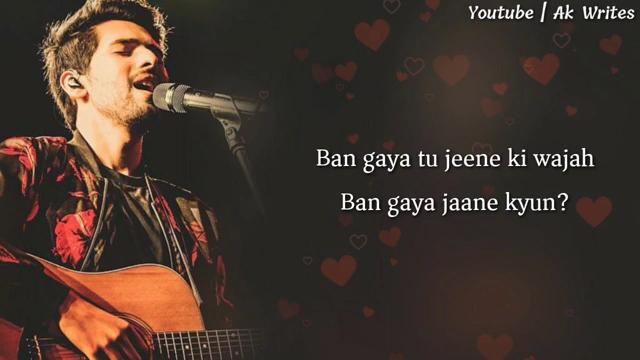 Youtube | Ak Writes
Ban gaya tu jeene ki wajah
Ban gaya jaane kyun?